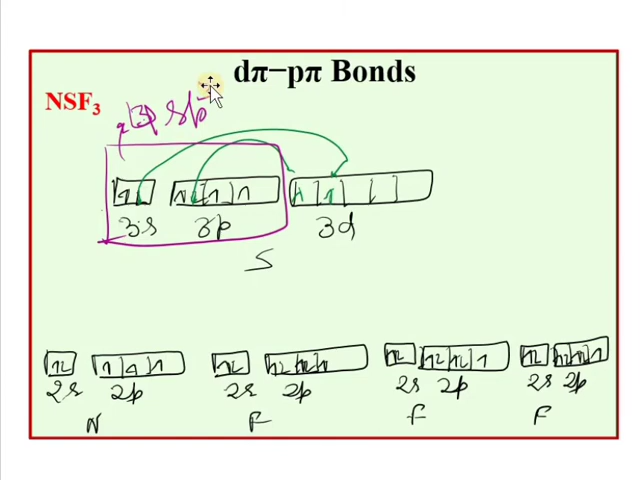 dπ–pπ Bonds
NSF₃
sp³
3s 3p 3d
S
2s 2p 2s 2p 2s 2p 2s 2p
N F F F